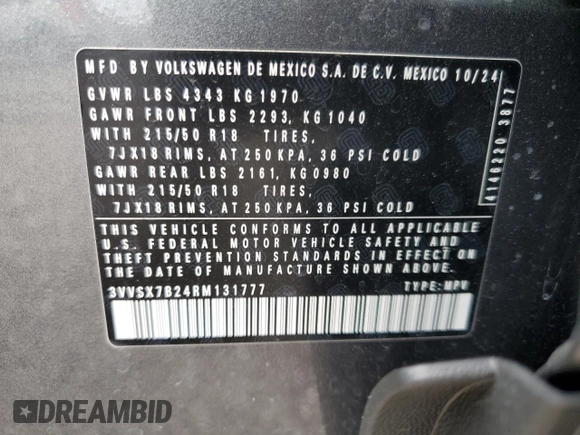 MFD BY VOLKSWAGEN DE MEXICO S.A. DE C.V. MEXICO 10/24
GVWR LBS 4343 KG 1970
GAWR FRONT LBS 2293, KG 1040
WITH 215/50 R18 TIRES,
7JX18 RIMS, AT 250 KPA, 36 PSI COLD
GAWR REAR LBS 2161, KG 0980
WITH 215/50 R18 TIRES,
7JX18 RIMS, AT 250 KPA, 36 PSI COLD
THIS VEHICLE CONFORMS TO ALL APPLICABLE
U.S. FEDERAL MOTOR VEHICLE SAFETY AND
THEFT PREVENTION STANDARDS IN EFFECT ON
THE DATE OF MANUFACTURE SHOWN ABOVE.
3VVSX7B24RM131777 TYPE: MPV
4146220 3877
DREAMBID